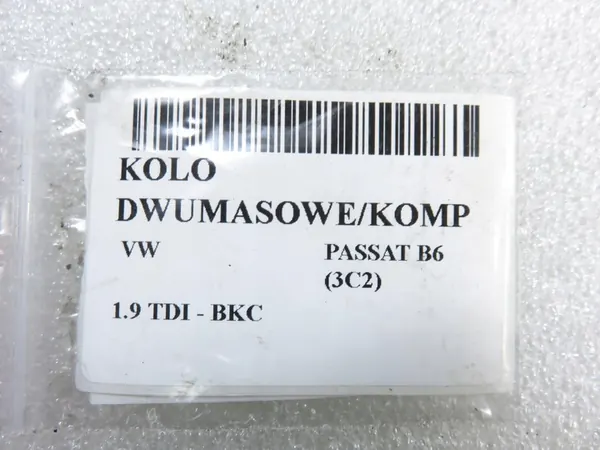 KOLO
DWUMASOWE/KOMP
VW PASSAT B6
(3C2)
1.9 TDI - BKC